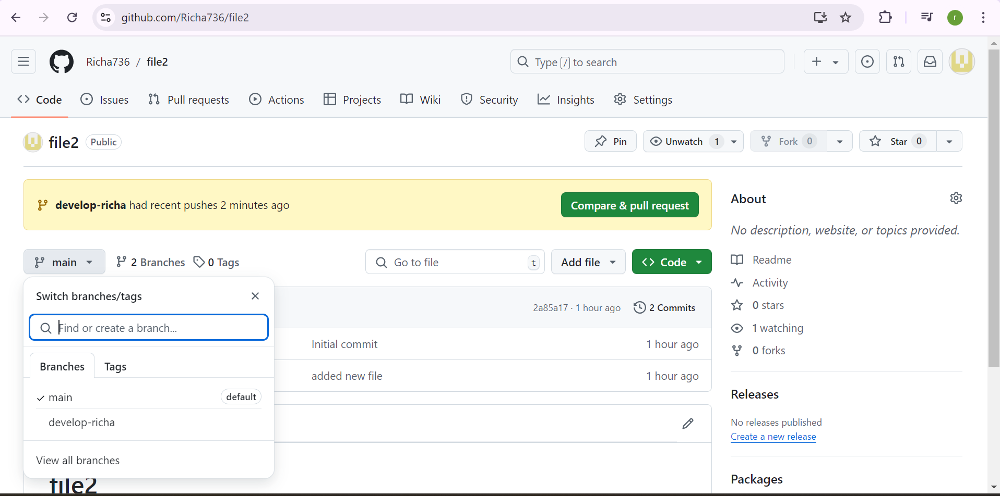 github.com/Richa736/file2
r
Richa736 / file2
Type / to search
Code Issues Pull requests Actions Projects Wiki Security Insights Settings
file2 Public
Pin Unwatch 1 Fork 0 Star 0
develop-richa had recent pushes 2 minutes ago
Compare & pull request
About
No description, website, or topics provided.
main 2 Branches 0 Tags
Go to file t Add file Code
Readme
Activity
0 stars
1 watching
0 forks
Switch branches/tags
2a85a17 · 1 hour ago 2 Commits
Find or create a branch...
Initial commit 1 hour ago
Branches Tags
added new file 1 hour ago
main default
develop-richa
View all branches
file2
Releases
No releases published
Create a new release
Packages